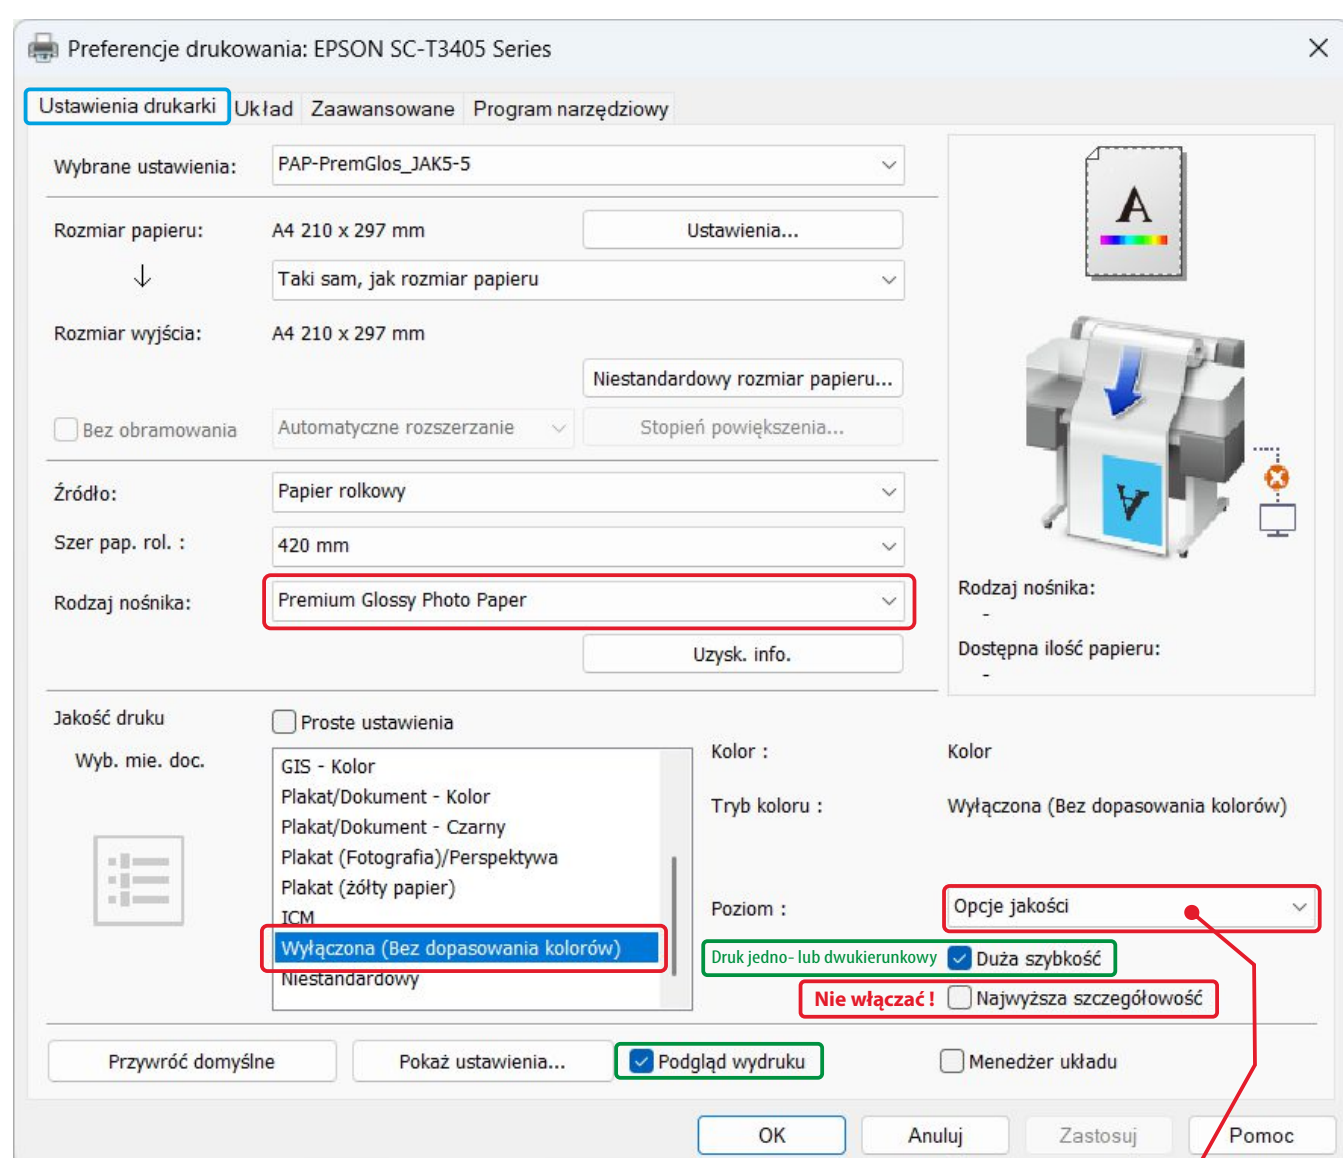 Preferencje drukowania: EPSON SC-T3405 Series
Ustawienia drukarki Układ Zaawansowane Program narzędziowy
Wybrane ustawienia: PAP-PremGlos_JAK5-5
Rozmiar papieru: A4 210 x 297 mm Ustawienia...
Taki sam, jak rozmiar papieru
Rozmiar wyjścia: A4 210 x 297 mm
Niestandardowy rozmiar papieru...
Bez obramowania Automatyczne rozszerzanie Stopień powiększenia...
Źródło: Papier rolkowy
Szer pap. rol. : 420 mm
Rodzaj nośnika: Premium Glossy Photo Paper
Uzysk. info.
A
A
Rodzaj nośnika:
-
Dostępna ilość papieru:
-
Jakość druku Proste ustawienia
Wyb. mie. doc.
GIS - Kolor
Plakat/Dokument - Kolor
Plakat/Dokument - Czarny
Plakat (Fotografia)/Perspektywa
Plakat (żółty papier)
ICM
Wyłączona (Bez dopasowania kolorów)
Niestandardowy
Kolor : Kolor
Tryb koloru : Wyłączona (Bez dopasowania kolorów)
Poziom : Opcje jakości
Druk jedno- lub dwukierunkowy Duża szybkość
Nie włączać ! Najwyższa szczegółowość
Przywróć domyślne Pokaż ustawienia... Podgląd wydruku Menedżer układu
OK Anuluj Zastosuj Pomoc